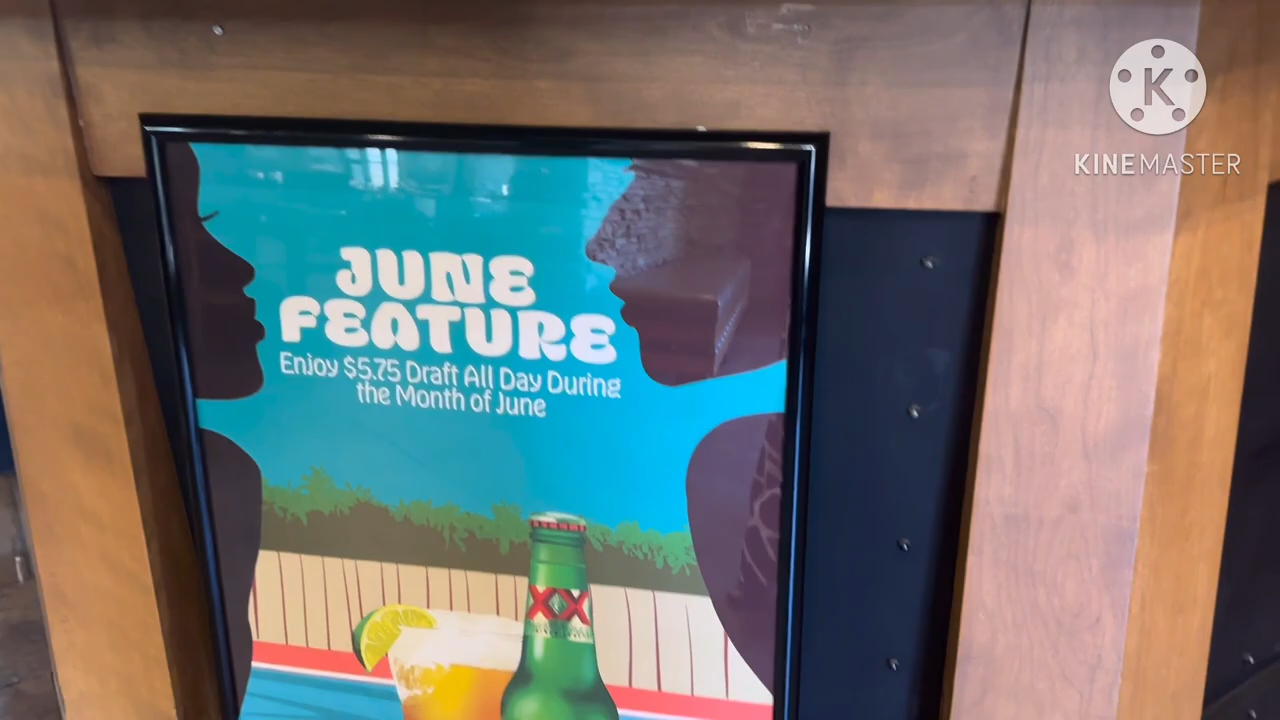 K
KINEMASTER
JUNE
FEATURE
Enjoy $5.75 Draft All Day During
the Month of June
XX